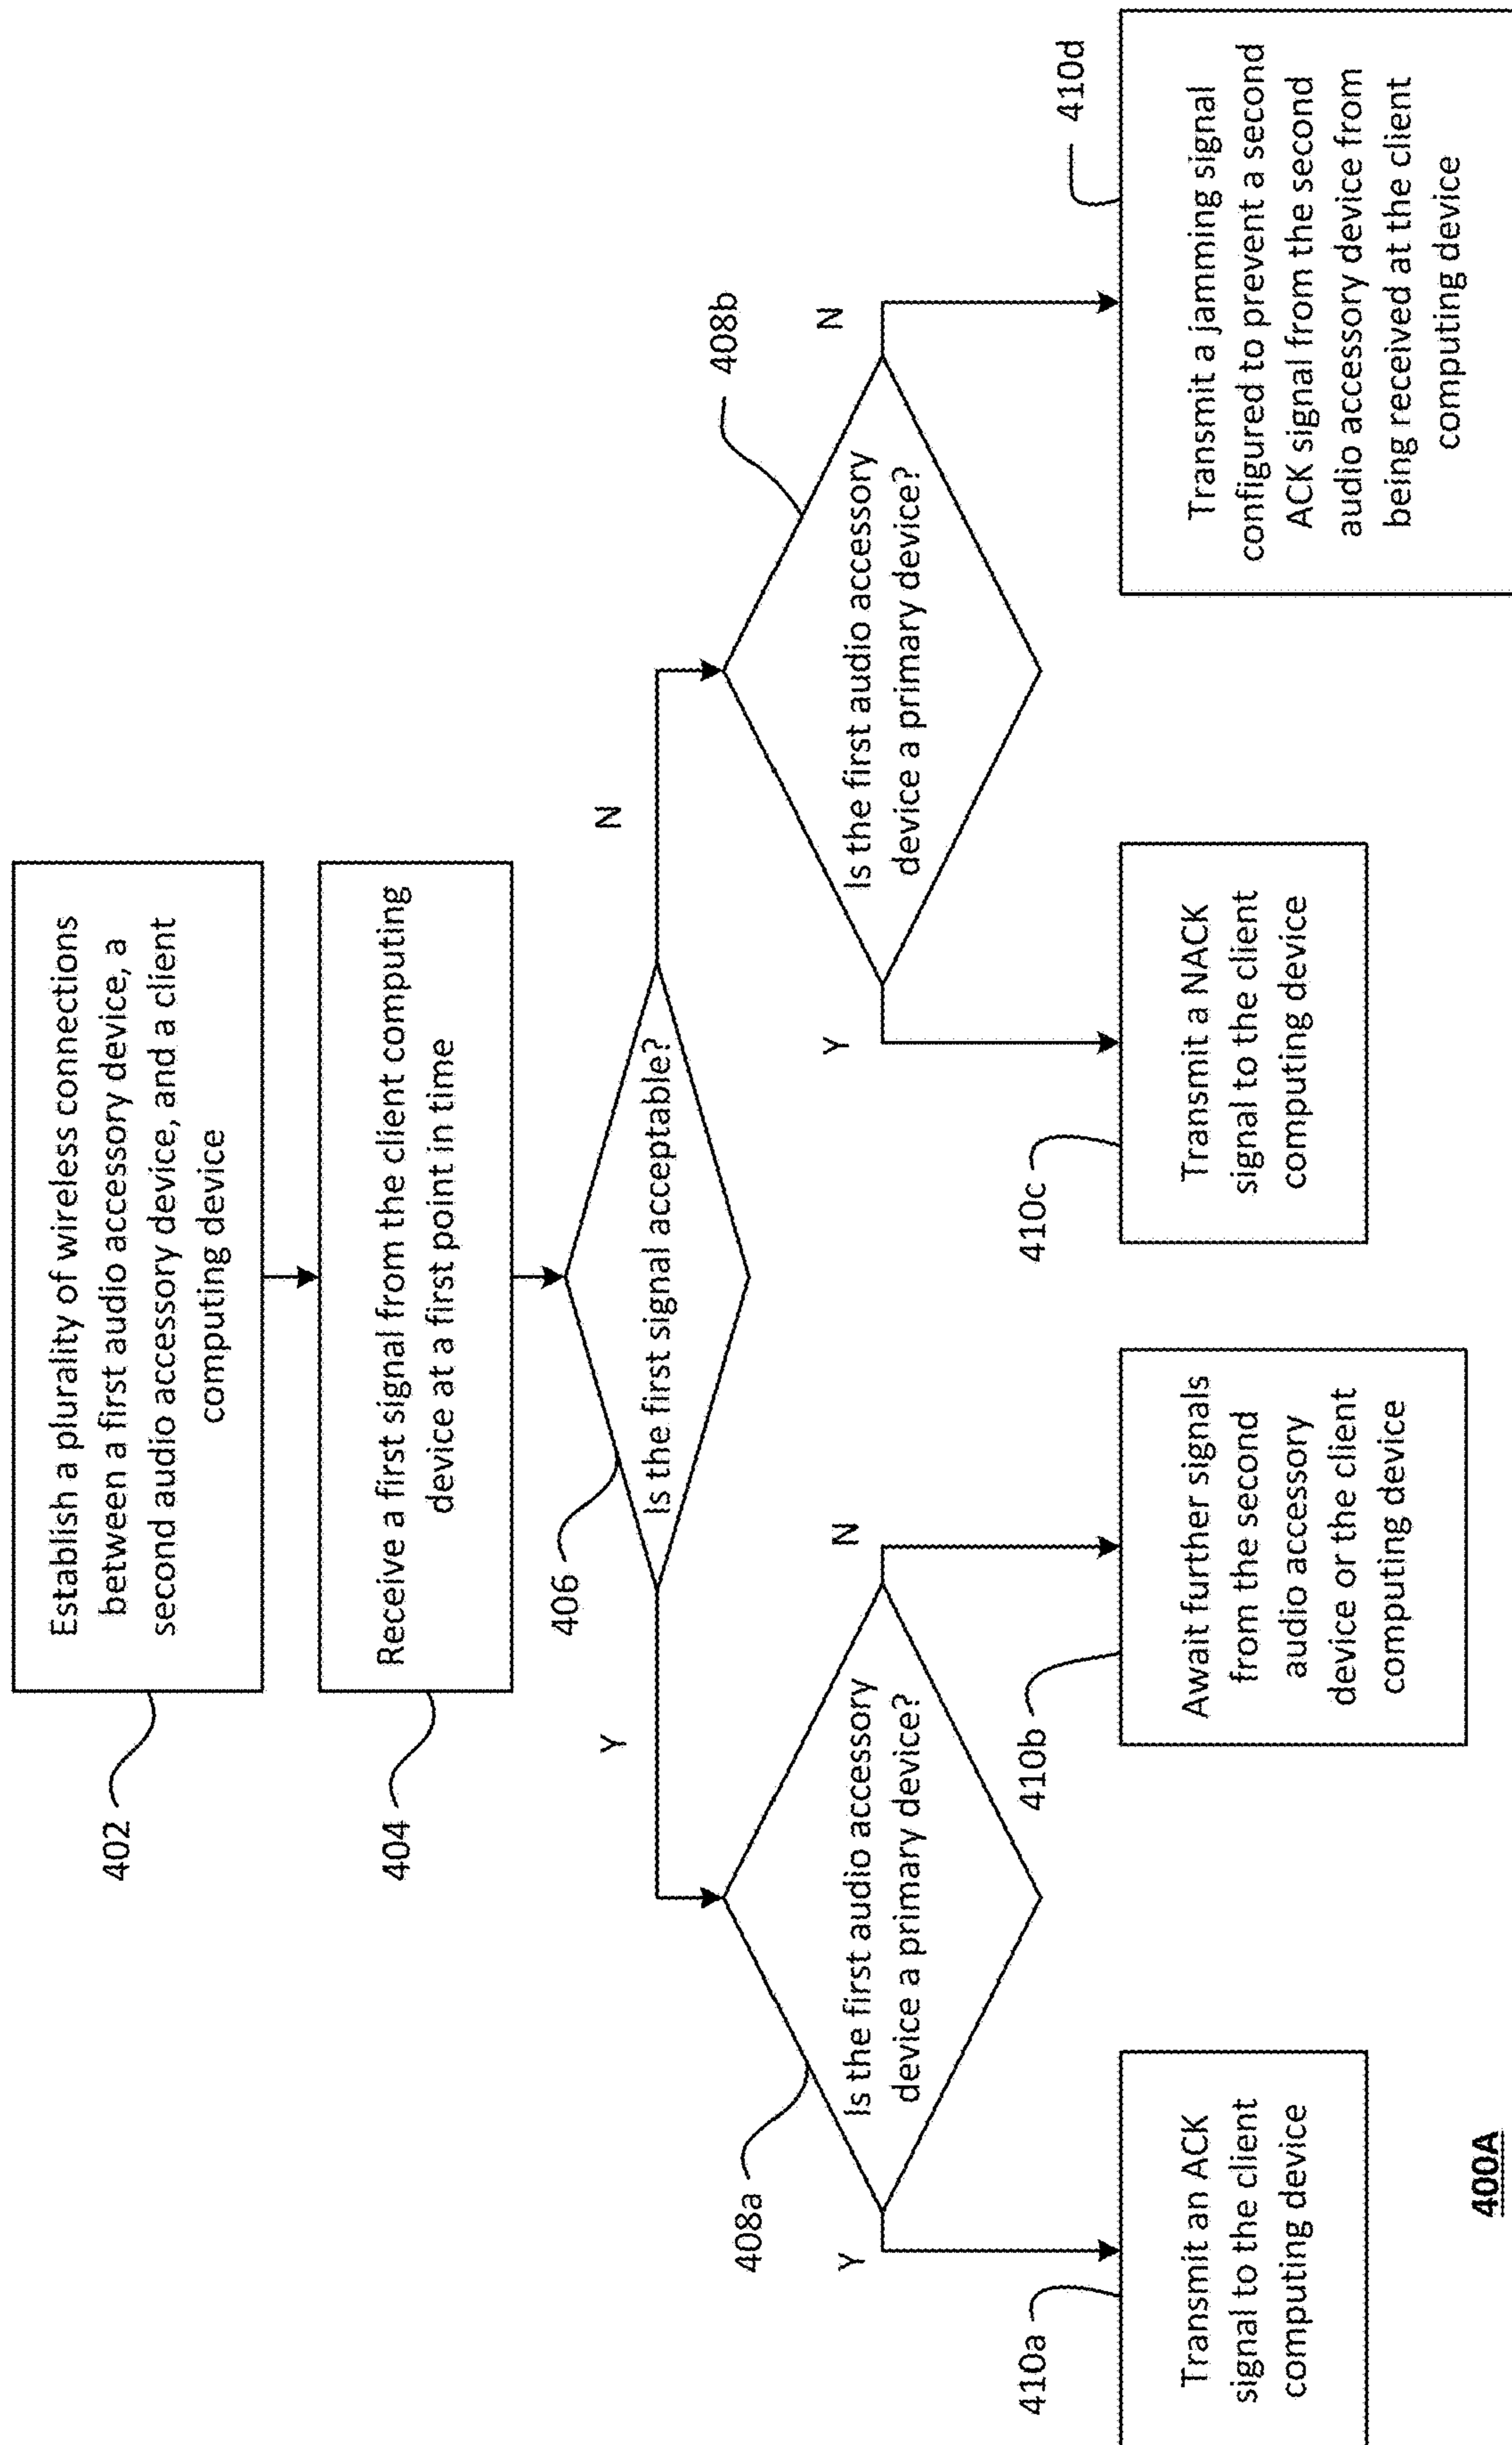 Establish a plurality of wireless connections
between a first audio accessory device, a
second audio accessory device, and a client
computing device
402
Receive a first signal from the client computing
device at a first point in time
404
Is the first signal acceptable?
406
Y
N
Is the first audio accessory
device a primary device?
408a
Is the first audio accessory
device a primary device?
408b
Y
N
Y
N
Transmit an ACK
signal to the client
computing device
410a
Await further signals
from the second
audio accessory
device or the client
computing device
410b
Transmit a NACK
signal to the client
computing device
410c
Transmit a jamming signal
configured to prevent a second
ACK signal from the second
audio accessory device from
being received at the client
computing device
410d
400A